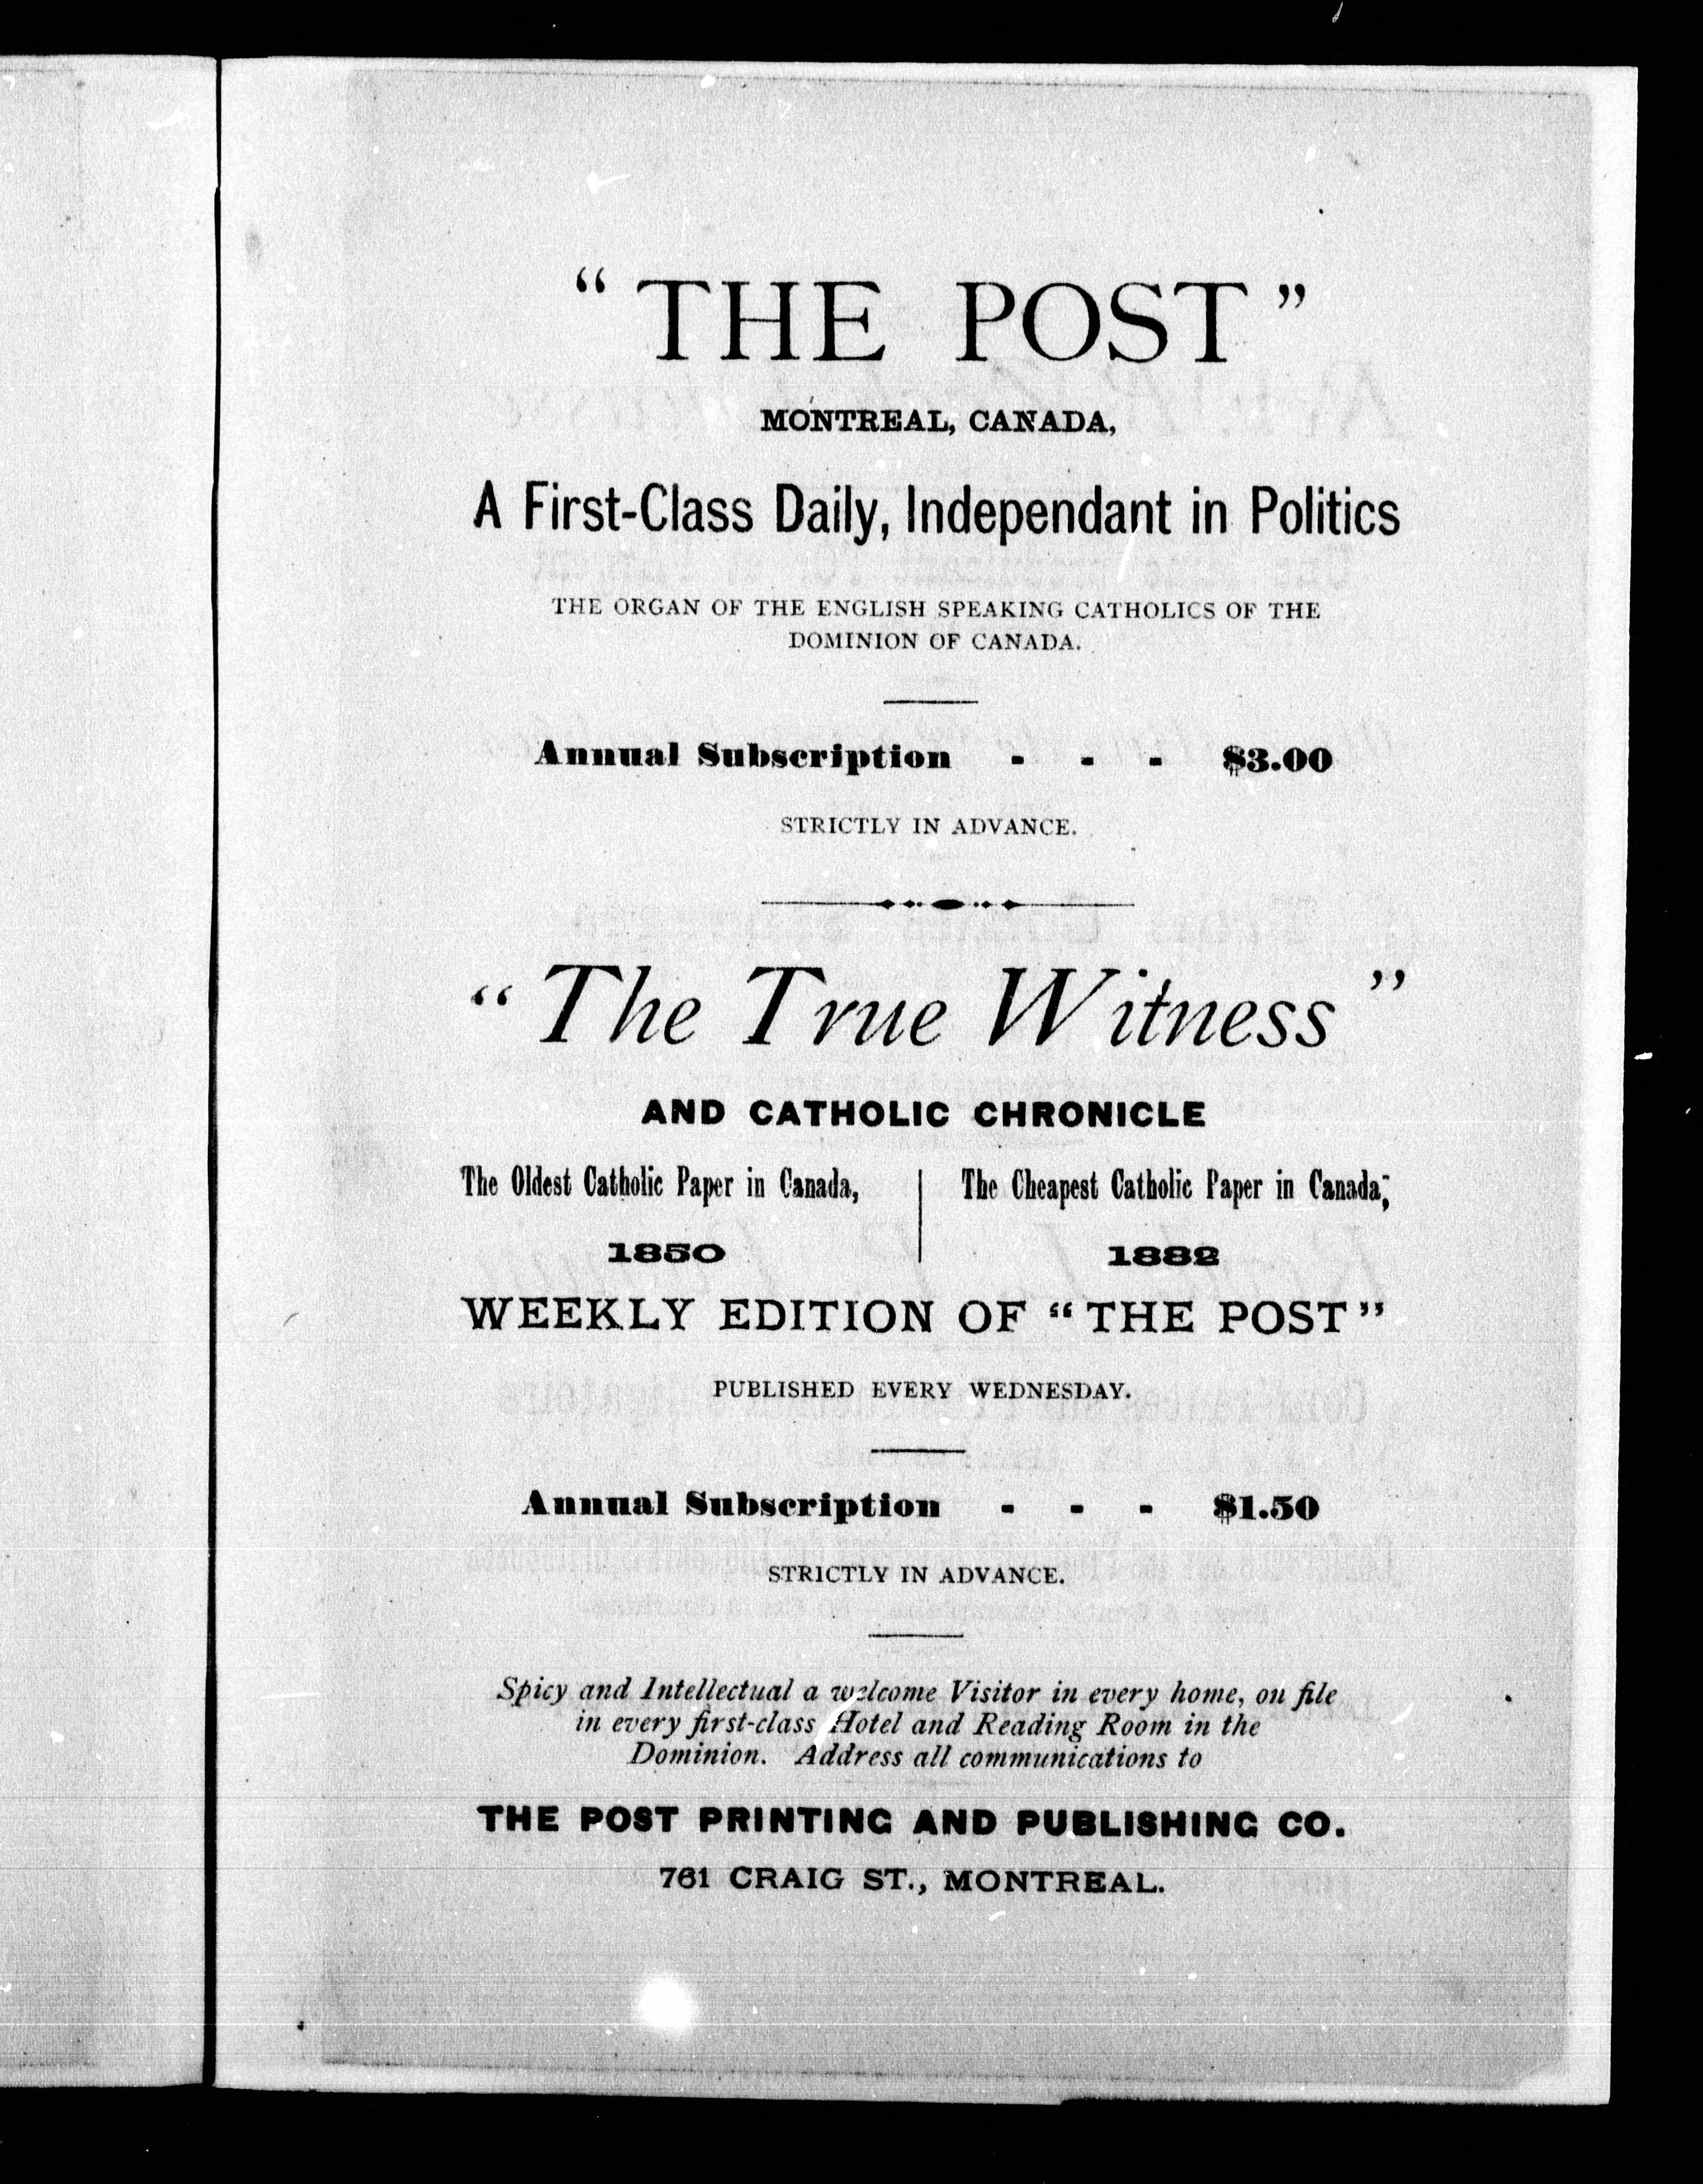 “THE POST”
MONTREAL, CANADA,
A First-Class Daily, Independant in Politics
THE ORGAN OF THE ENGLISH SPEAKING CATHOLICS OF THE
DOMINION OF CANADA.
Annual Subscription - - - $3.00
STRICTLY IN ADVANCE.
“The True Witness”
AND CATHOLIC CHRONICLE
The Oldest Catholic Paper in Canada,
1850
The Cheapest Catholic Paper in Canada;
1882
WEEKLY EDITION OF “THE POST”
PUBLISHED EVERY WEDNESDAY.
Annual Subscription - - - $1.50
STRICTLY IN ADVANCE.
Spicy and Intellectual a welcome Visitor in every home, on file
in every first-class Hotel and Reading Room in the
Dominion. Address all communications to
THE POST PRINTING AND PUBLISHING CO.
761 CRAIG ST., MONTREAL.